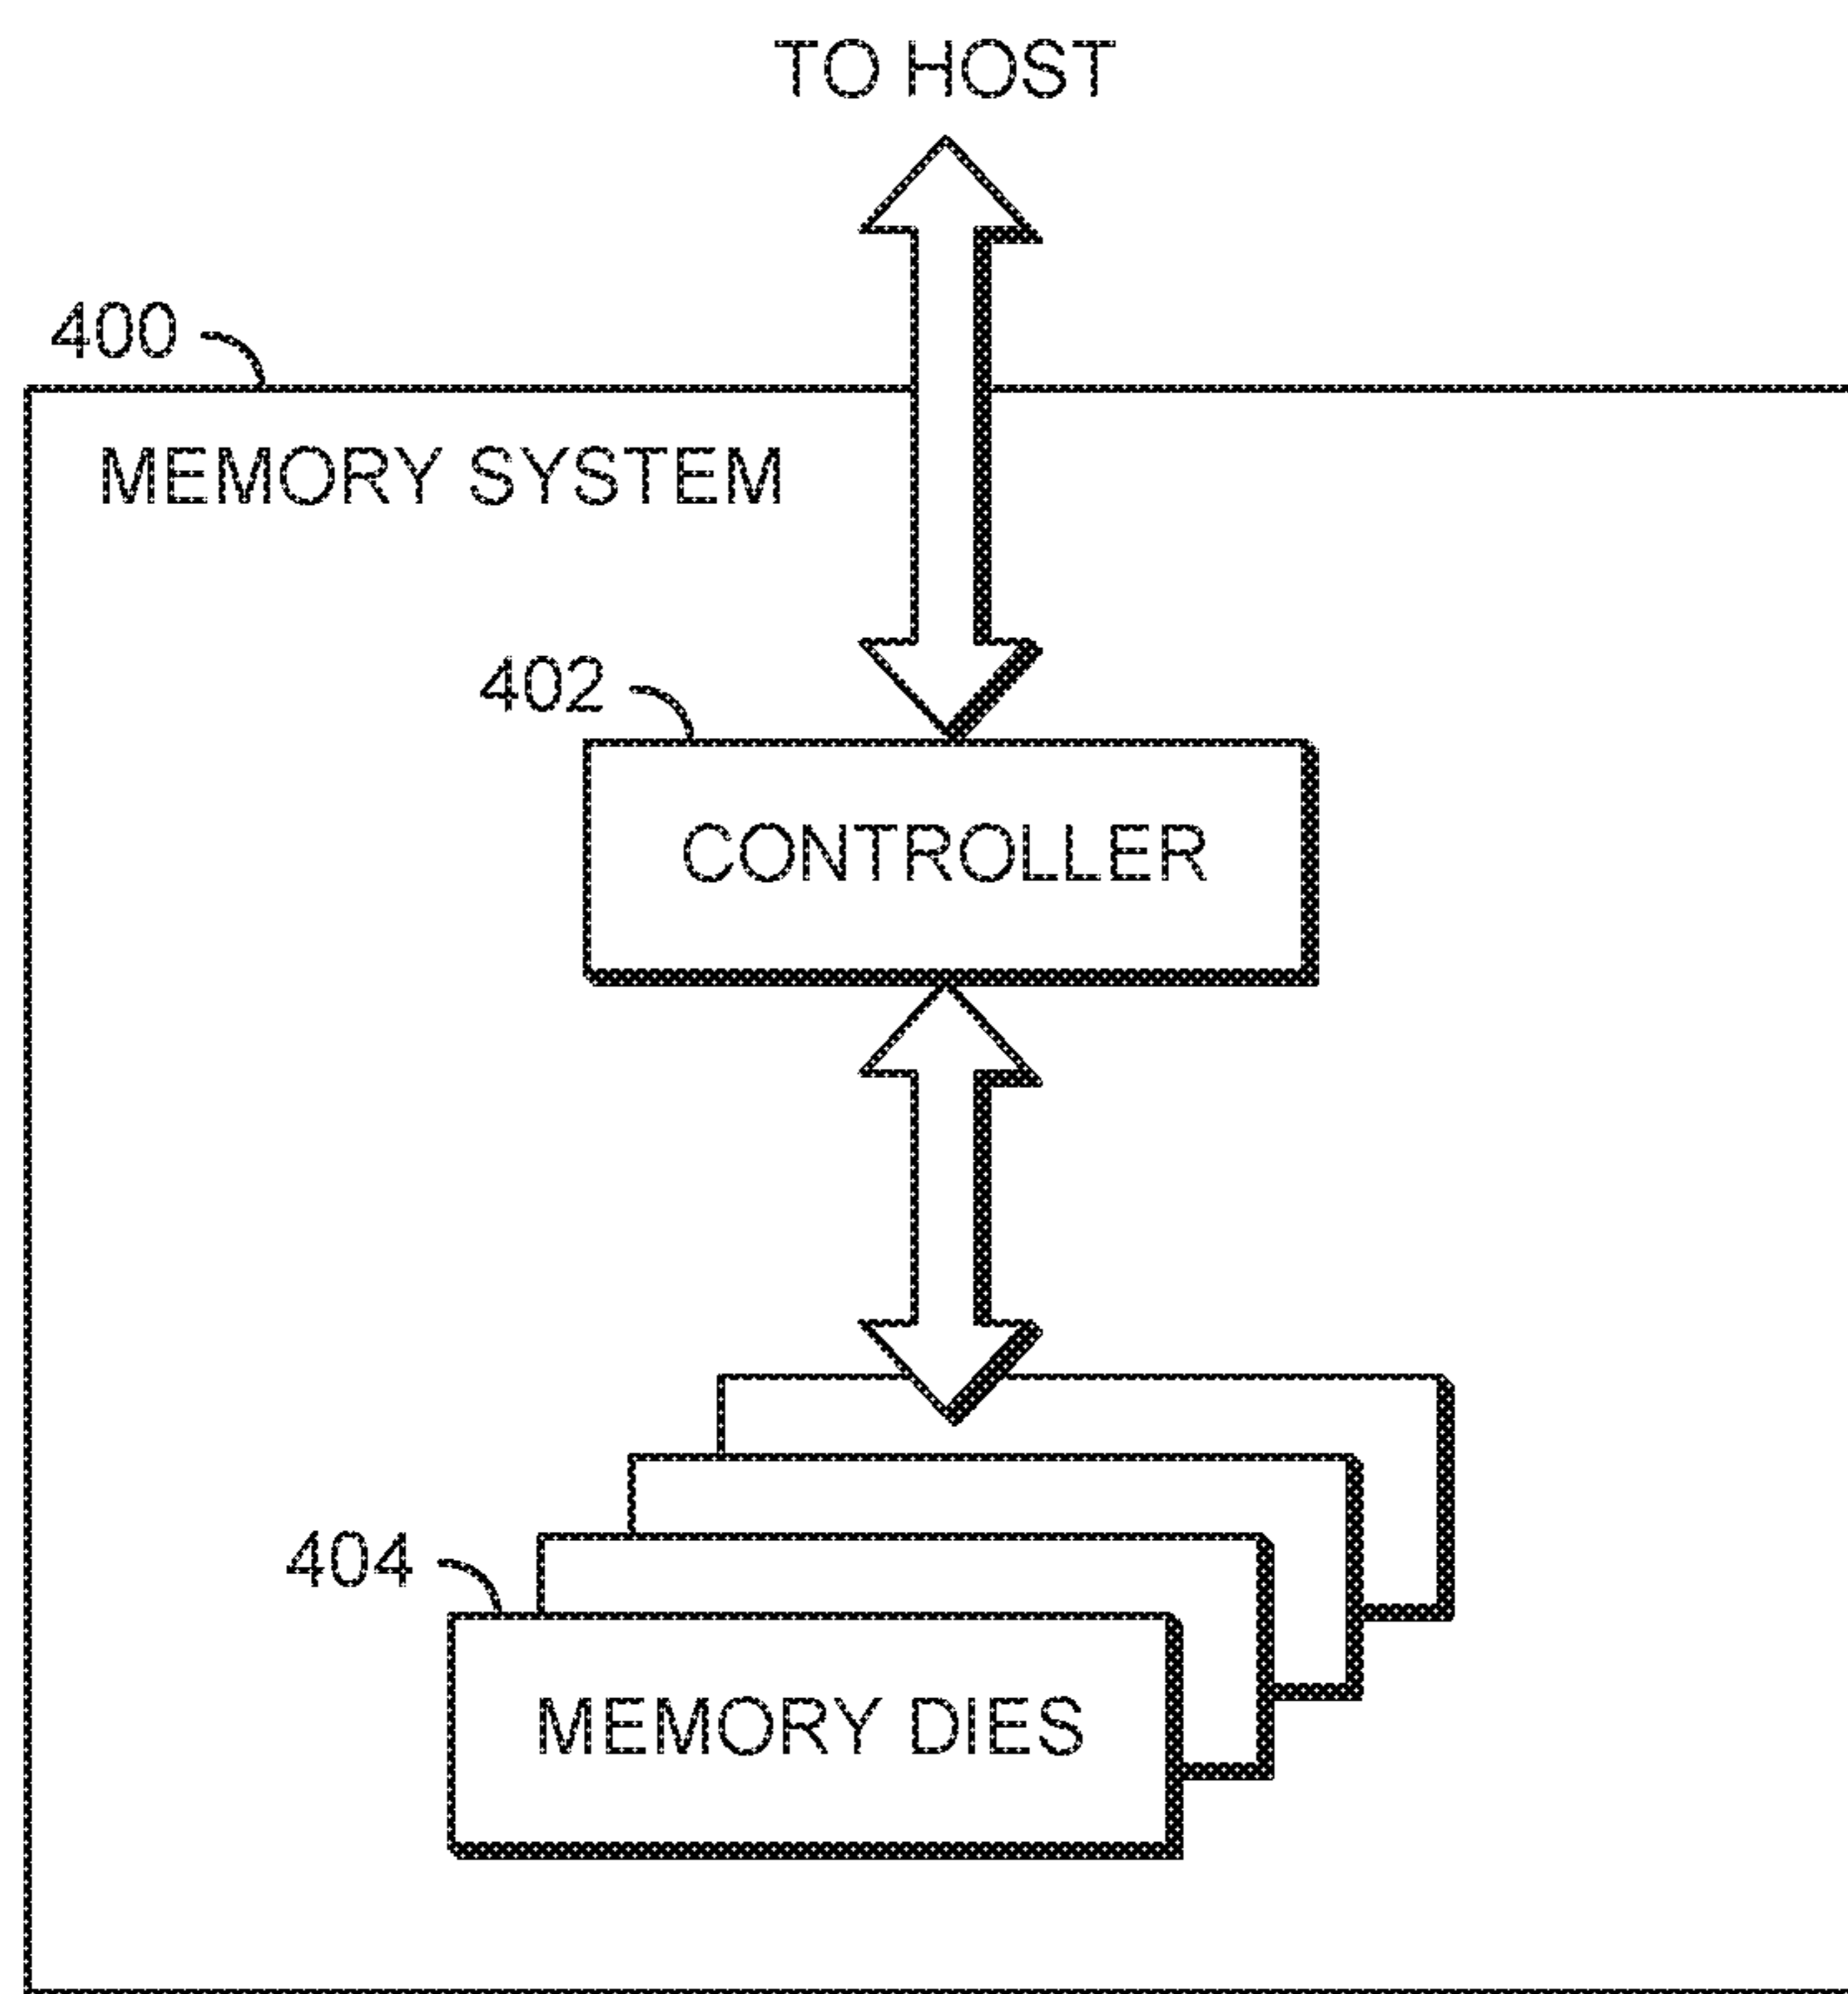 TO HOST
400
MEMORY SYSTEM
402
CONTROLLER
404
MEMORY DIES